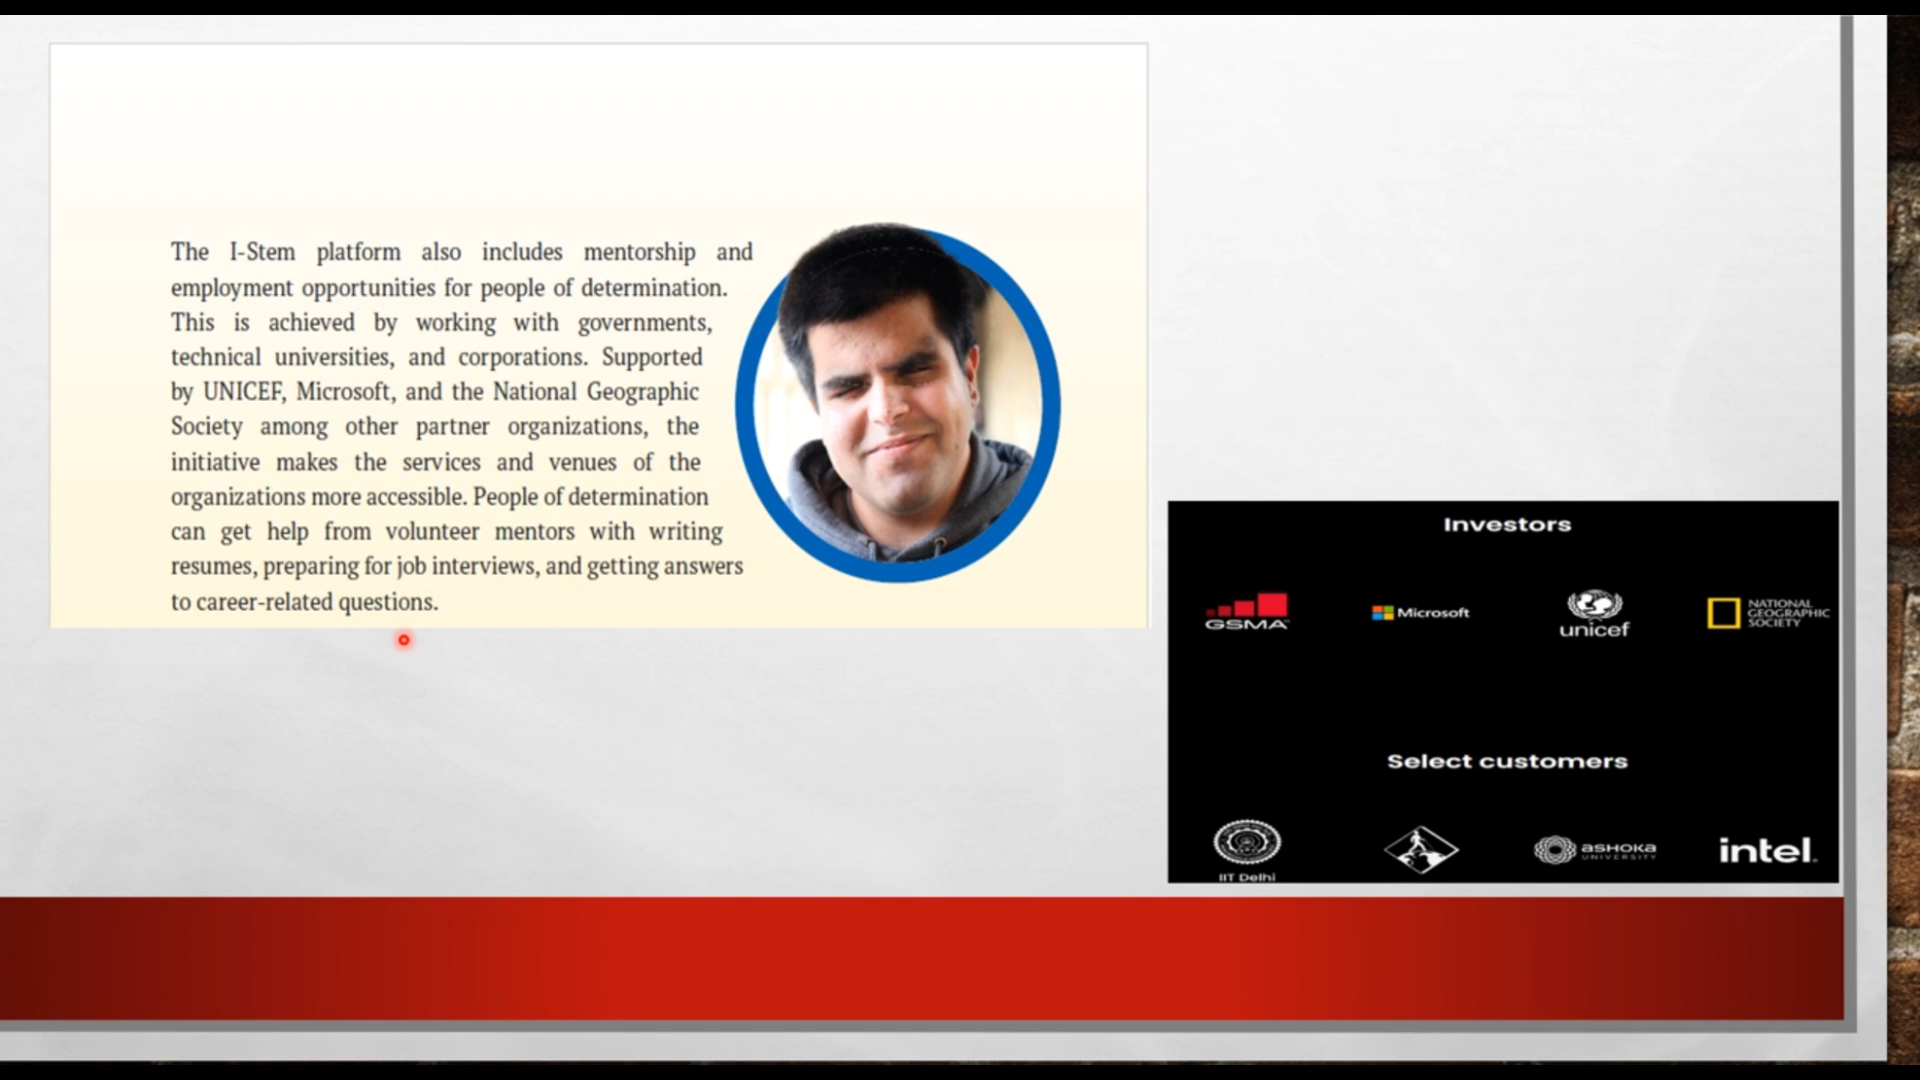 The I-Stem platform also includes mentorship and
employment opportunities for people of determination.
This is achieved by working with governments,
technical universities, and corporations. Supported
by UNICEF, Microsoft, and the National Geographic
Society among other partner organizations, the
initiative makes the services and venues of the
organizations more accessible. People of determination
can get help from volunteer mentors with writing
resumes, preparing for job interviews, and getting answers
to career-related questions.
Investors
GSMA
Microsoft
unicef
NATIONAL
GEOGRAPHIC
SOCIETY
Select customers
IIT Delhi
ASHOKA
UNIVERSITY
intel.